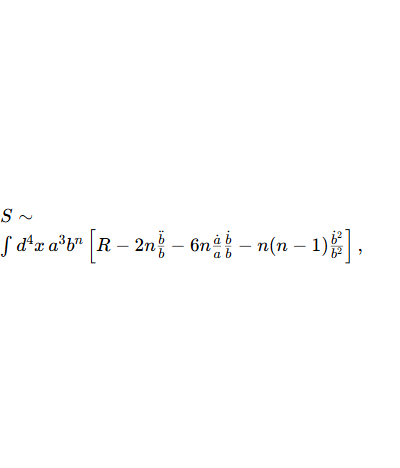 S ∼
∫ d⁴x a³bⁿ [R − 2n b̈/b − 6n ȧ/a ḃ/b − n(n − 1) ḃ²/b²] ,